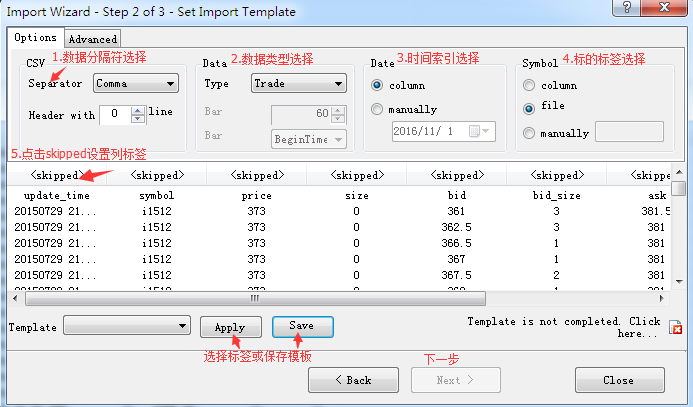 Import Wizard - Step 2 of 3 - Set Import Template
Options Advanced
CSV 1.数据分隔符选择
Separator Comma
Header with 0 line
Data 2.数据类型选择
Type Trade
Bar 60
Bar BeginTime
Date 3.时间索引选择
column
manually
2016/11/ 1
Symbol 4.标的标签选择
column
file
manually
5.点击skipped设置列标签
<skipped> <skipped> <skipped> <skipped> <skipped> <skipped> <skippe
update_time symbol price size bid bid_size ask
20150729 21... i1512 373 0 361 3 381.5
20150729 21... i1512 373 0 362.5 3 381
20150729 21... i1512 373 0 366.5 1 381
20150729 21... i1512 373 0 367 1 381
20150729 21... i1512 373 0 367.5 2 381
Template Apply Save
Template is not completed. Click here...
选择标签或保存模板 下一步
< Back Next > Close